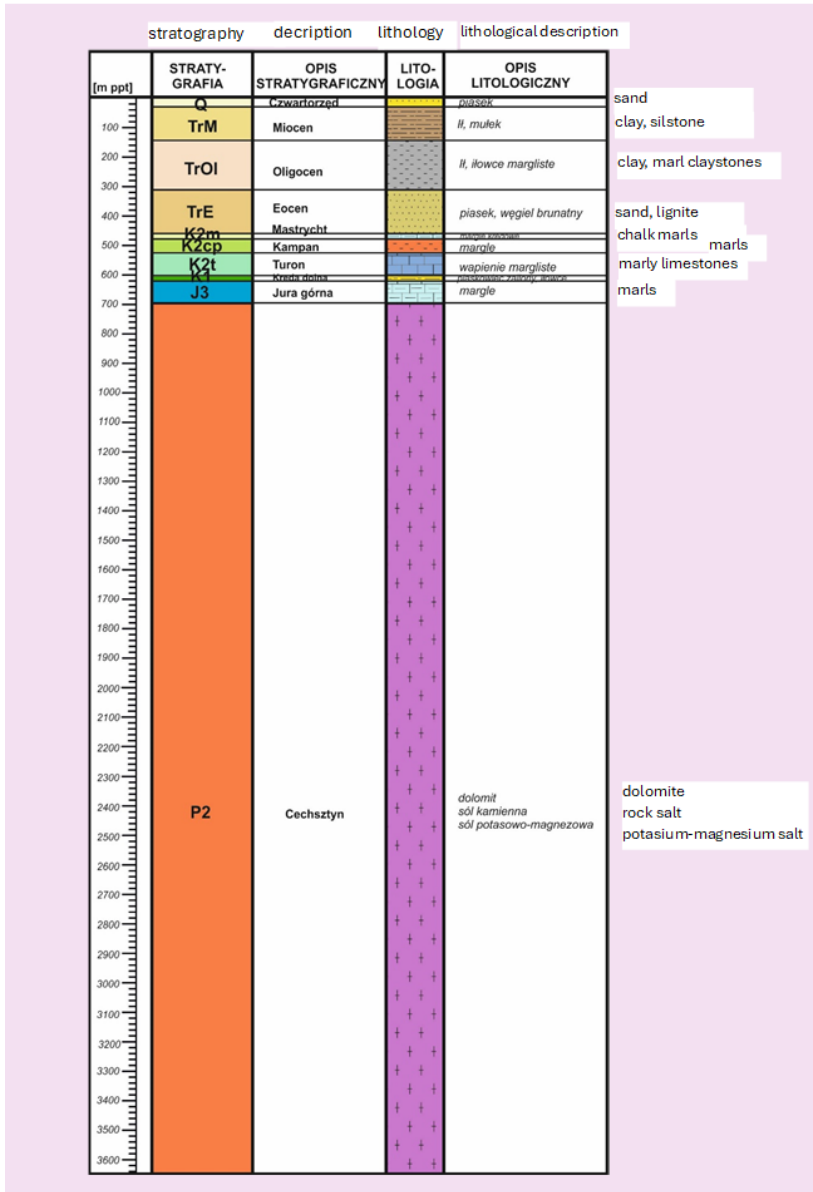 stratography decription lithology lithological description
[m ppt]
STRATY-
GRAFIA
OPIS
STRATYGRAFICZNY
LITO-
LOGIA
OPIS
LITOLOGICZNY
Q Czwartorzęd piasek sand
100 TrM Miocen Ił, mułek clay, silstone
200
TrOl Oligocen Ił, iłowce margliste clay, marl claystones
300
TrE Eocen piasek, węgiel brunatny sand, lignite
400
K2m Mastrycht chalk marls
500 K2cp Kampan margle marls
K2t Turon wapienie margliste marly limestones
600
K1 Kreda dolna
J3 Jura górna margle marls
700
800
900
1000
1100
1200
1300
1400
1500
1600
1700
1800
1900
2000
2100
2200
2300
2400
P2 Cechsztyn
dolomit
sól kamienna
sól potasowo-magnezowa
dolomite
rock salt
potasium-magnesium salt
2500
2600
2700
2800
2900
3000
3100
3200
3300
3400
3500
3600